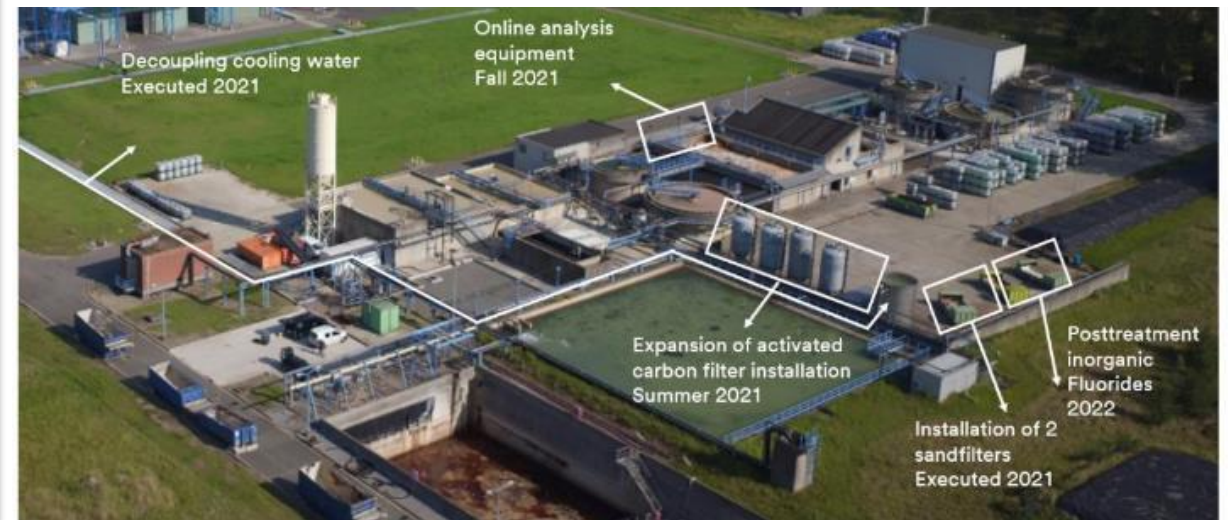 Decoupling cooling water
Executed 2021
Online analysis
equipment
Fall 2021
Expansion of activated
carbon filter installation
Summer 2021
Posttreatment
inorganic
Fluorides
2022
Installation of 2
sandfilters
Executed 2021